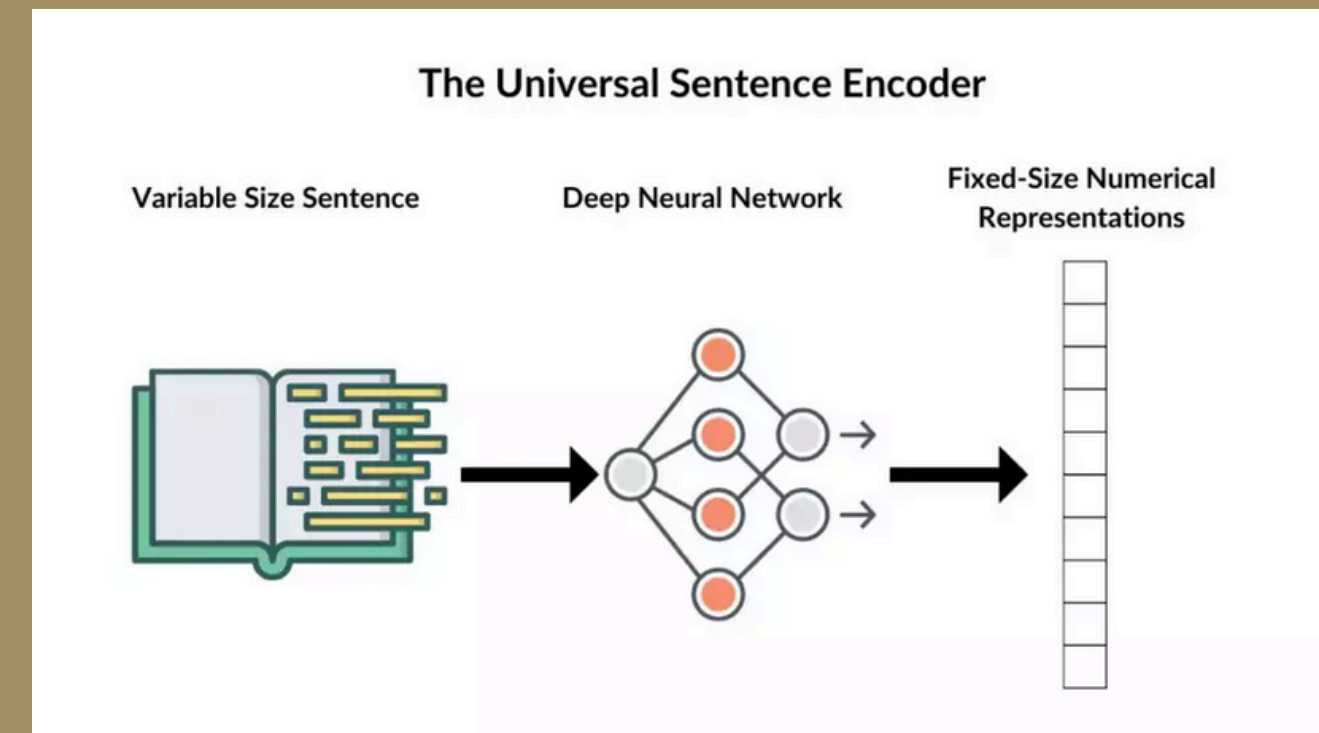 The Universal Sentence Encoder
Variable Size Sentence
Deep Neural Network
Fixed-Size Numerical
Representations